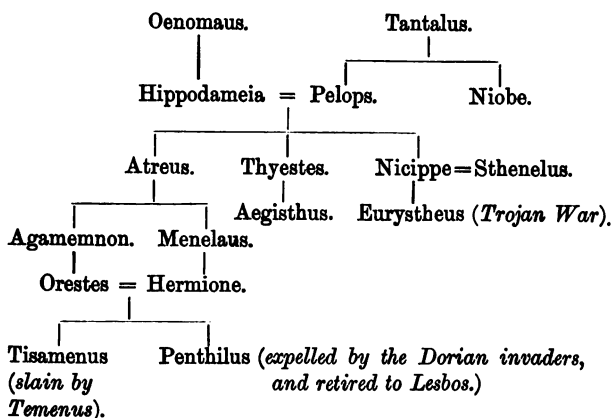 Oenomaus. Tantalus.
Hippodameia = Pelops. Niobe.
Atreus. Thyestes. Nicippe=Sthenelus.
Aegisthus. Eurystheus (Trojan War).
Agamemnon. Menelaus.
Orestes = Hermione.
Tisamenus Penthilus (expelled by the Dorian invaders,
(slain by and retired to Lesbos.)
Temenus).